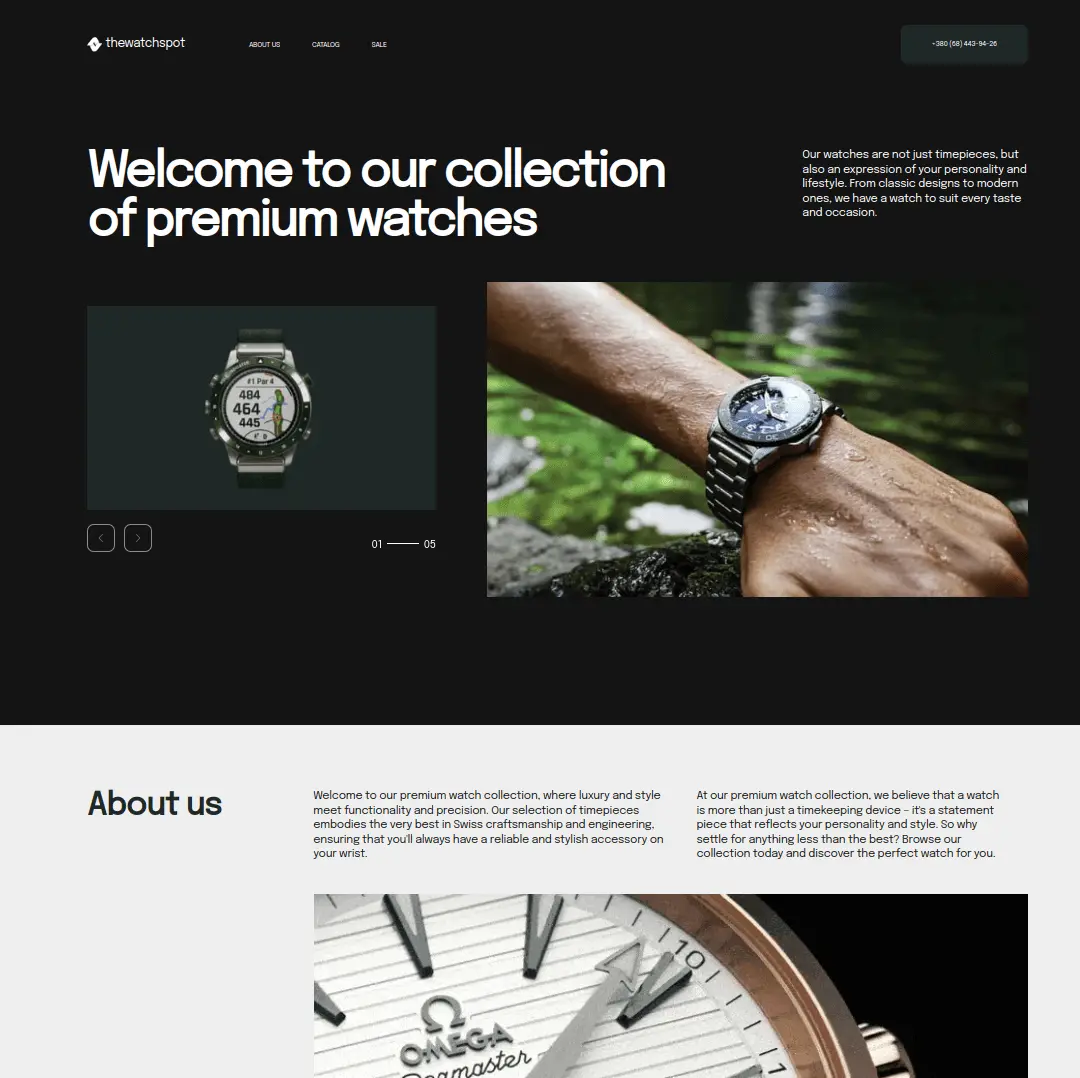 thewatchspot
ABOUT US
CATALOG
SALE
+380 (68) 443-94-26
Welcome to our collection
of premium watches
Our watches are not just timepieces, but
also an expression of your personality and
lifestyle. From classic designs to modern
ones, we have a watch to suit every taste
and occasion.
#1 Par 4
484
464
445
01
05
About us
Welcome to our premium watch collection, where luxury and style
meet functionality and precision. Our selection of timepieces
embodies the very best in Swiss craftsmanship and engineering,
ensuring that you'll always have a reliable and stylish accessory on
your wrist.
At our premium watch collection, we believe that a watch
is more than just a timekeeping device – it's a statement
piece that reflects your personality and style. So why
settle for anything less than the best? Browse our
collection today and discover the perfect watch for you.
10
Ω
OMEGA